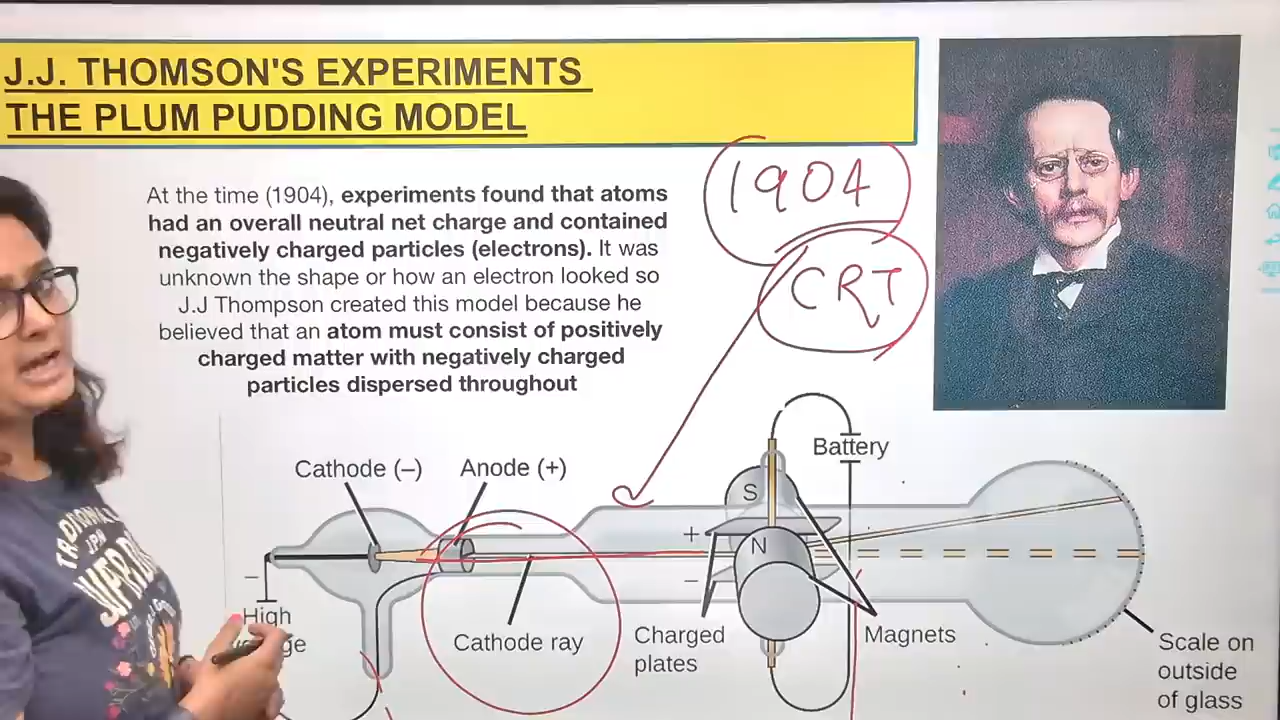 J.J. THOMSON'S EXPERIMENTS
THE PLUM PUDDING MODEL
At the time (1904), experiments found that atoms
had an overall neutral net charge and contained
negatively charged particles (electrons). It was
unknown the shape or how an electron looked so
J.J Thompson created this model because he
believed that an atom must consist of positively
charged matter with negatively charged
particles dispersed throughout
1904
CRT
Cathode (–)
Anode (+)
Battery
S
+
N
–
–
High
Cathode ray
Charged
plates
Magnets
Scale on
outside
of glass